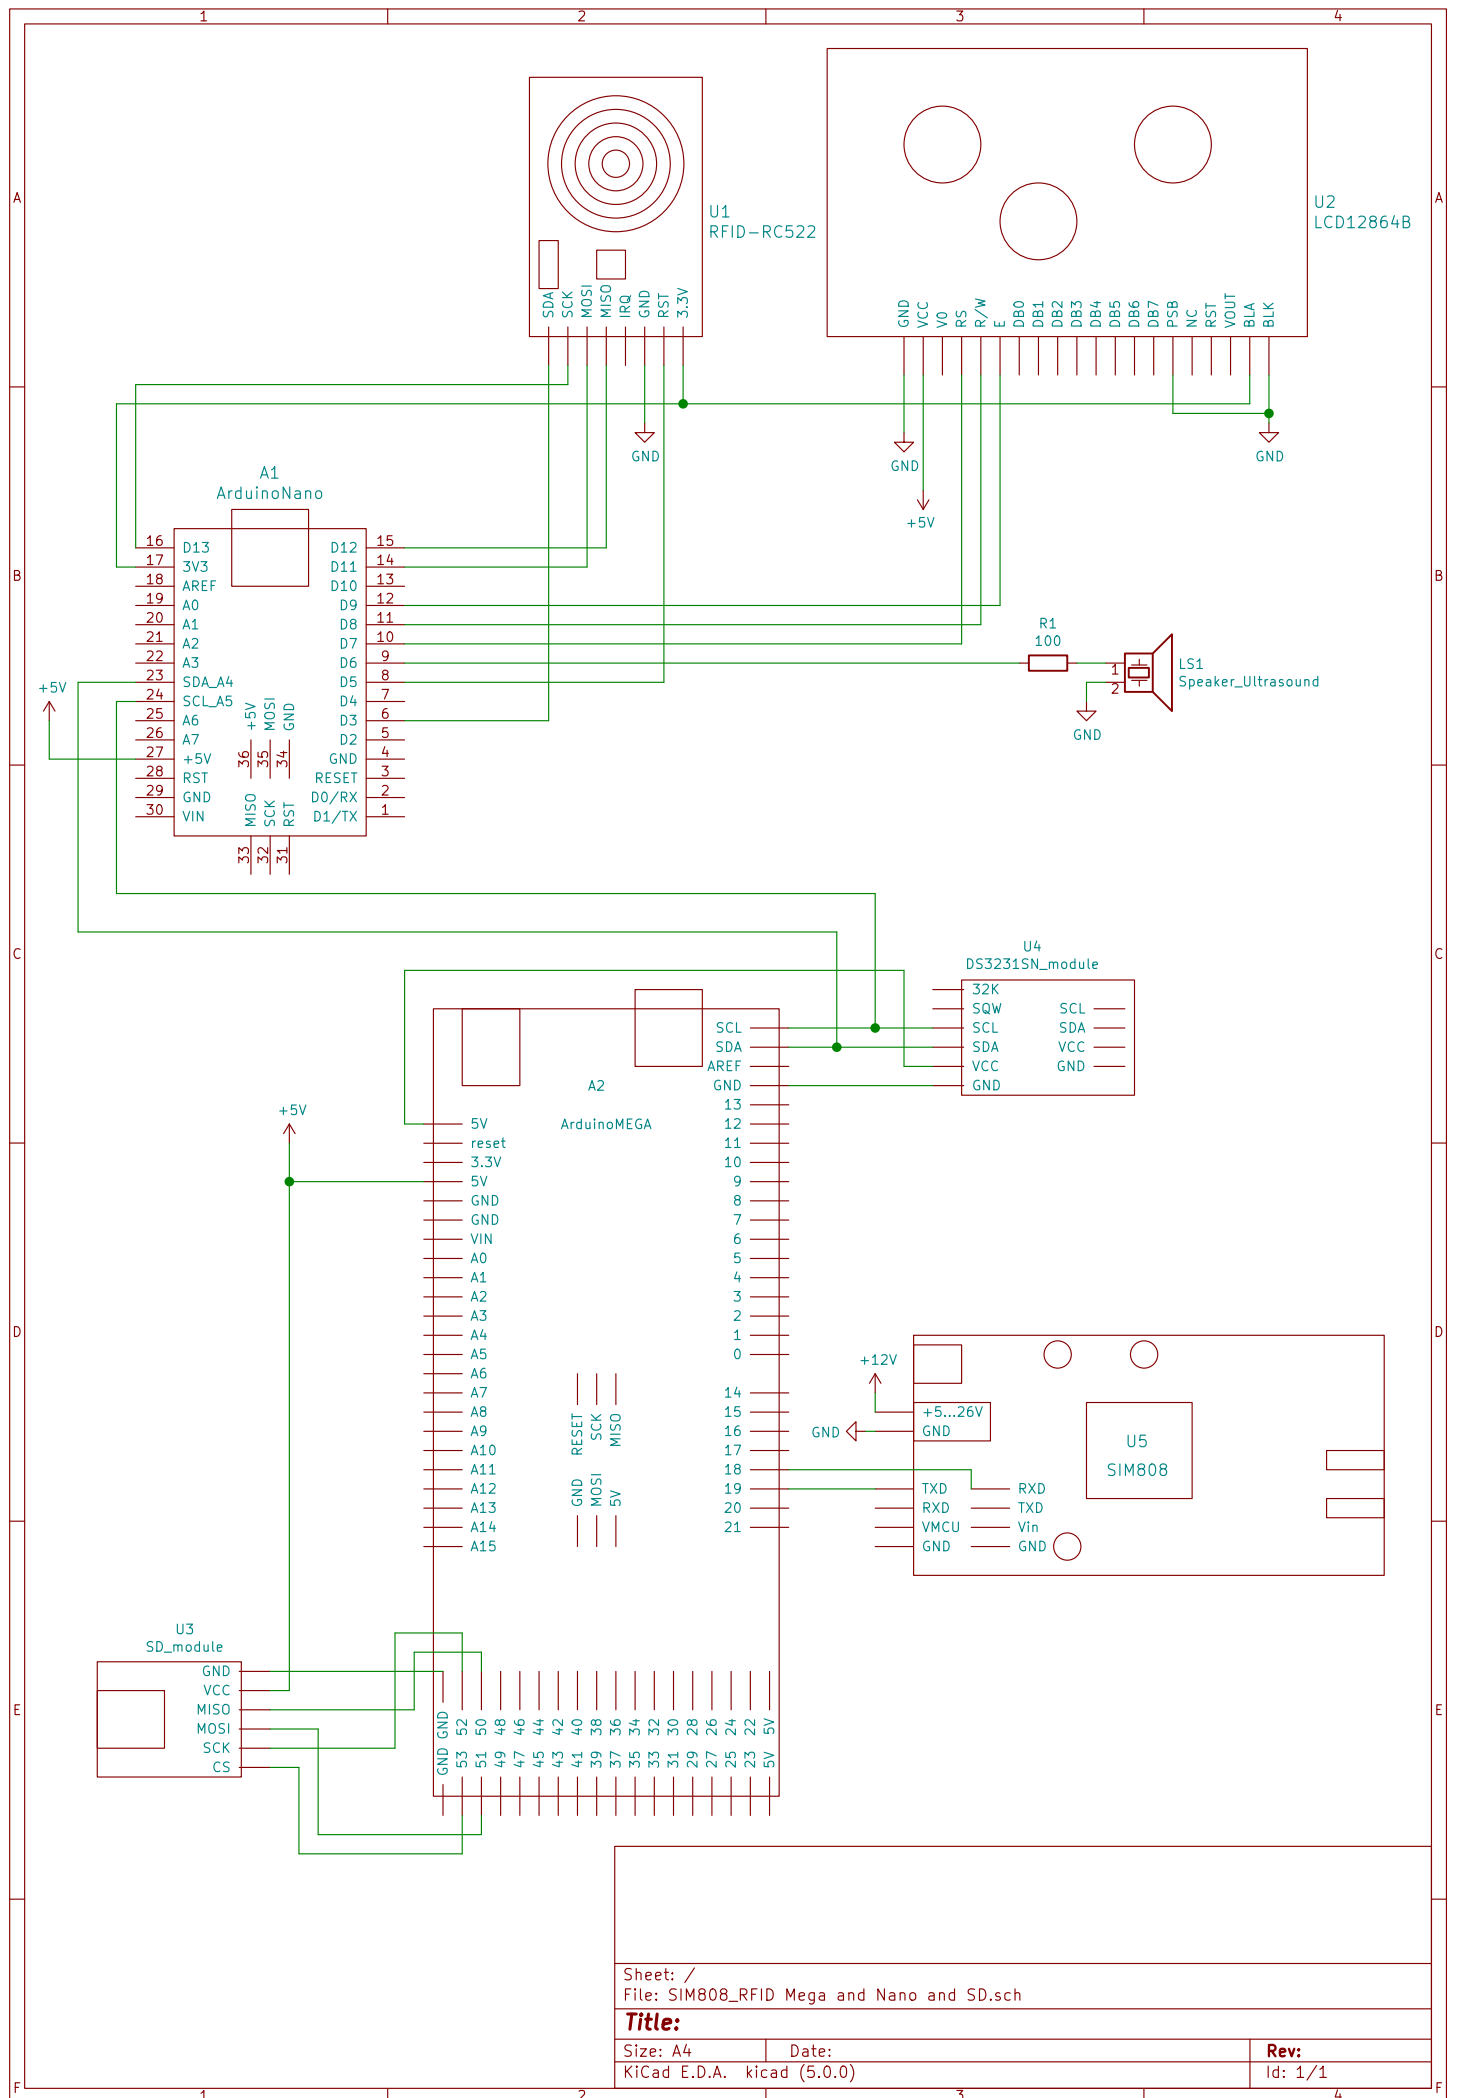 1 2 3 4
A A
B B
C C
D D
E E
F F
1 2 3 4
U1
RFID-RC522
SDA SCK MOSI MISO IRQ GND RST 3.3V
GND
U2
LCD12864B
GND VCC V0 RS R/W E DB0 DB1 DB2 DB3 DB4 DB5 DB6 DB7 PSB NC RST VOUT BLA BLK
GND
+5V
GND
A1
ArduinoNano
16 D13 D12 15
17 3V3 D11 14
18 AREF D10 13
19 A0 D9 12
20 A1 D8 11
21 A2 D7 10
22 A3 D6 9
23 SDA_A4 D5 8
24 SCL_A5 D4 7
25 A6 D3 6
26 A7 D2 5
27 +5V GND 4
28 RST RESET 3
29 GND D0/RX 2
30 VIN D1/TX 1
+5V MOSI GND
36 35 34
MISO SCK RST
33 32 31
+5V
R1
100
1
2
LS1
Speaker_Ultrasound
GND
U4
DS3231SN_module
32K
SQW SCL
SCL SDA
SDA VCC
VCC GND
GND
A2
ArduinoMEGA
SCL
SDA
AREF
GND
13
12
11
10
9
8
7
6
5
4
3
2
1
0
14
15
16
17
18
19
20
21
5V
reset
3.3V
5V
GND
GND
VIN
A0
A1
A2
A3
A4
A5
A6
A7
A8
A9
A10
A11
A12
A13
A14
A15
RESET SCK MISO
GND MOSI 5V
GND 52 50 48 46 44 42 40 38 36 34 32 30 28 26 24 22 5V
GND 53 51 49 47 45 43 41 39 37 35 33 31 29 27 25 23 5V
+5V
+12V
GND
+5...26V
GND
U5
SIM808
TXD RXD
RXD TXD
VMCU Vin
GND GND
U3
SD_module
GND
VCC
MISO
MOSI
SCK
CS
Sheet: /
File: SIM808_RFID Mega and Nano and SD.sch
Title:
Size: A4 Date: Rev:
KiCad E.D.A. kicad (5.0.0) Id: 1/1